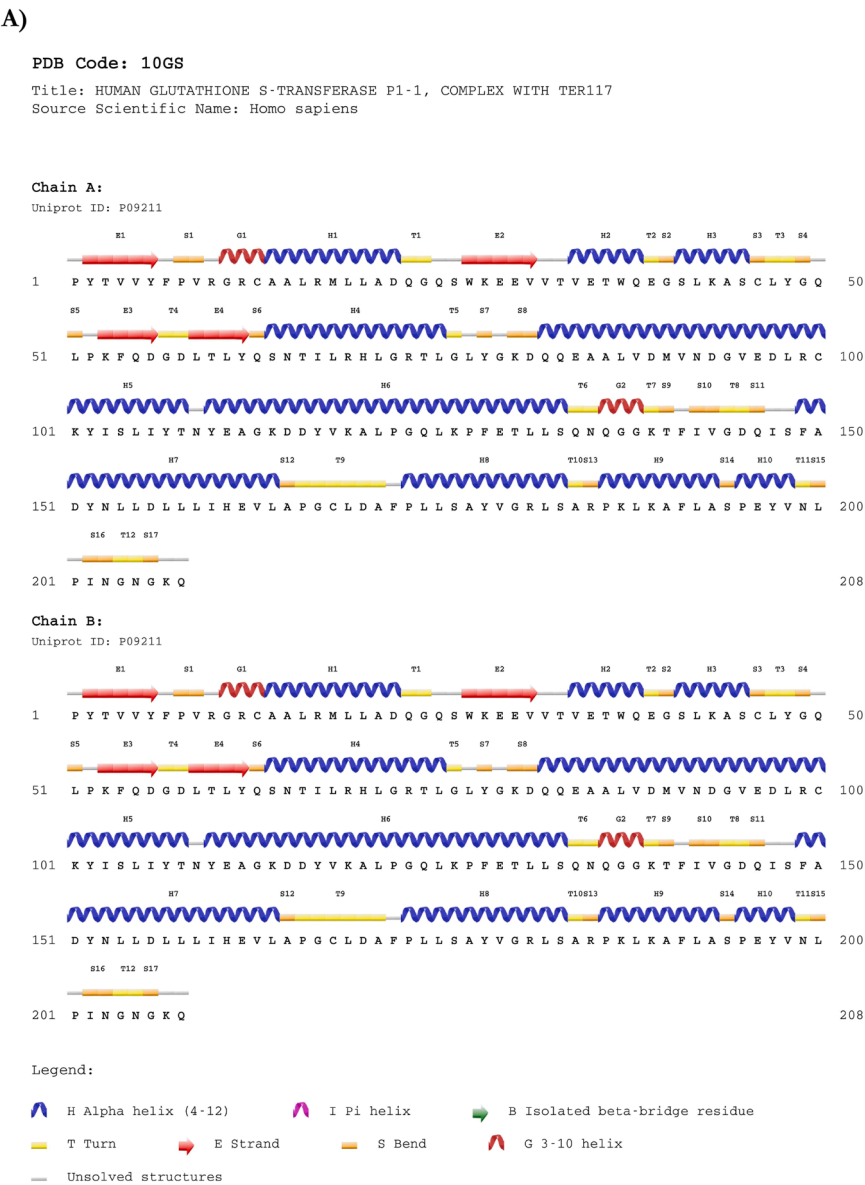 A)
PDB Code: 10GS
Title: HUMAN GLUTATHIONE S-TRANSFERASE P1-1, COMPLEX WITH TER117
Source Scientific Name: Homo sapiens
Chain A:
Uniprot ID: P09211
E1 S1 G1 H1 T1 E2 H2 T2 S2 H3 S3 T3 S4
1 P Y T V V Y F P V R G R C A A L R M L L A D Q G Q S W K E E V V T V E T W Q E G S L K A S C L Y G Q 50
S5 E3 T4 E4 S6 H4 T5 S7 S8
51 L P K F Q D G D L T L Y Q S N T I L R H L G R T L G L Y G K D Q Q E A A L V D M V N D G V E D L R C 100
H5 H6 T6 G2 T7 S9 S10 T8 S11
101 K Y I S L I Y T N Y E A G K D D Y V K A L P G Q L K P F E T L L S Q N Q G G K T F I V G D Q I S F A 150
H7 S12 T9 H8 T10S13 H9 S14 H10 T11S15
151 D Y N L L D L L L I H E V L A P G C L D A F P L L S A Y V G R L S A R P K L K A F L A S P E Y V N L 200
S16 T12 S17
201 P I N G N G K Q 208
Chain B:
Uniprot ID: P09211
E1 S1 G1 H1 T1 E2 H2 T2 S2 H3 S3 T3 S4
1 P Y T V V Y F P V R G R C A A L R M L L A D Q G Q S W K E E V V T V E T W Q E G S L K A S C L Y G Q 50
S5 E3 T4 E4 S6 H4 T5 S7 S8
51 L P K F Q D G D L T L Y Q S N T I L R H L G R T L G L Y G K D Q Q E A A L V D M V N D G V E D L R C 100
H5 H6 T6 G2 T7 S9 S10 T8 S11
101 K Y I S L I Y T N Y E A G K D D Y V K A L P G Q L K P F E T L L S Q N Q G G K T F I V G D Q I S F A 150
H7 S12 T9 H8 T10S13 H9 S14 H10 T11S15
151 D Y N L L D L L L I H E V L A P G C L D A F P L L S A Y V G R L S A R P K L K A F L A S P E Y V N L 200
S16 T12 S17
201 P I N G N G K Q 208
Legend:
H Alpha helix (4-12) I Pi helix B Isolated beta-bridge residue
T Turn E Strand S Bend G 3-10 helix
Unsolved structures